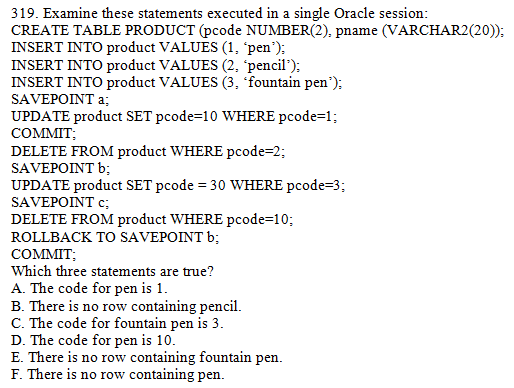 319. Examine these statements executed in a single Oracle session:
CREATE TABLE PRODUCT (pcode NUMBER(2), pname (VARCHAR2(20));
INSERT INTO product VALUES (1, ‘pen’);
INSERT INTO product VALUES (2, ‘pencil’);
INSERT INTO product VALUES (3, ‘fountain pen’);
SAVEPOINT a;
UPDATE product SET pcode=10 WHERE pcode=1;
COMMIT;
DELETE FROM product WHERE pcode=2;
SAVEPOINT b;
UPDATE product SET pcode = 30 WHERE pcode=3;
SAVEPOINT c;
DELETE FROM product WHERE pcode=10;
ROLLBACK TO SAVEPOINT b;
COMMIT;
Which three statements are true?
A. The code for pen is 1.
B. There is no row containing pencil.
C. The code for fountain pen is 3.
D. The code for pen is 10.
E. There is no row containing fountain pen.
F. There is no row containing pen.